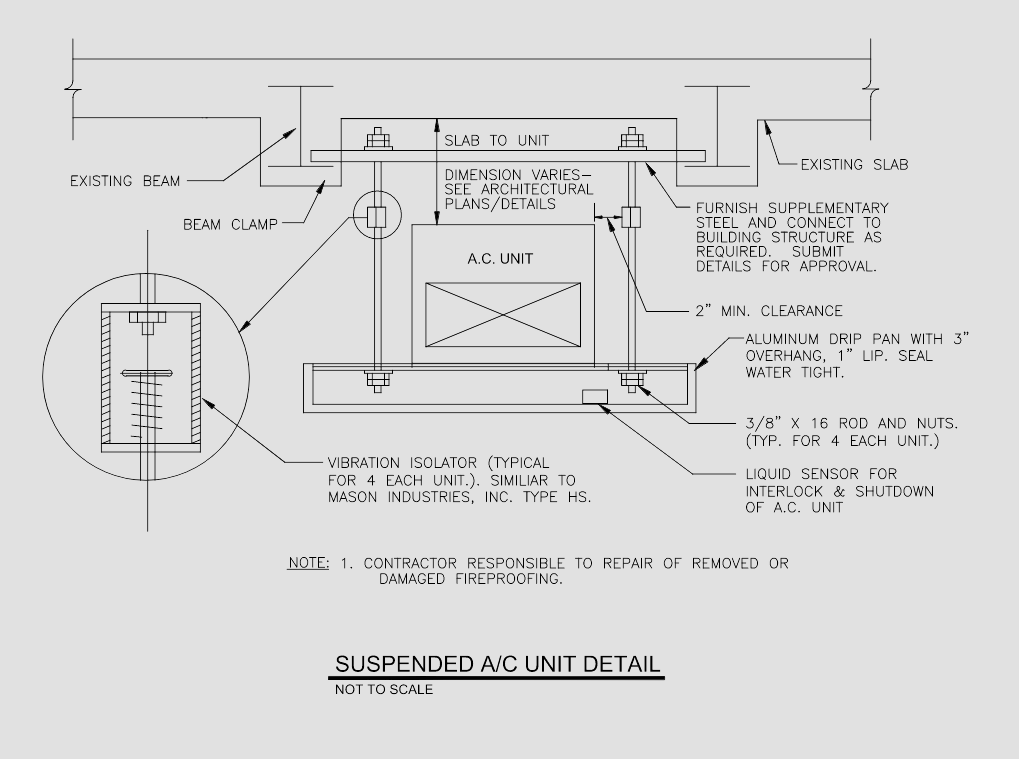 SLAB TO UNIT
DIMENSION VARIES-
SEE ARCHITECTURAL
PLANS/DETAILS
EXISTING BEAM
BEAM CLAMP
EXISTING SLAB
FURNISH SUPPLEMENTARY
STEEL AND CONNECT TO
BUILDING STRUCTURE AS
REQUIRED. SUBMIT
DETAILS FOR APPROVAL.
A.C. UNIT
2" MIN. CLEARANCE
ALUMINUM DRIP PAN WITH 3"
OVERHANG, 1" LIP. SEAL
WATER TIGHT.
3/8" X 16 ROD AND NUTS.
(TYP. FOR 4 EACH UNIT.)
VIBRATION ISOLATOR (TYPICAL
FOR 4 EACH UNIT.). SIMILIAR TO
MASON INDUSTRIES, INC. TYPE HS.
LIQUID SENSOR FOR
INTERLOCK & SHUTDOWN
OF A.C. UNIT
NOTE: 1. CONTRACTOR RESPONSIBLE TO REPAIR OF REMOVED OR
DAMAGED FIREPROOFING.
SUSPENDED A/C UNIT DETAIL
NOT TO SCALE